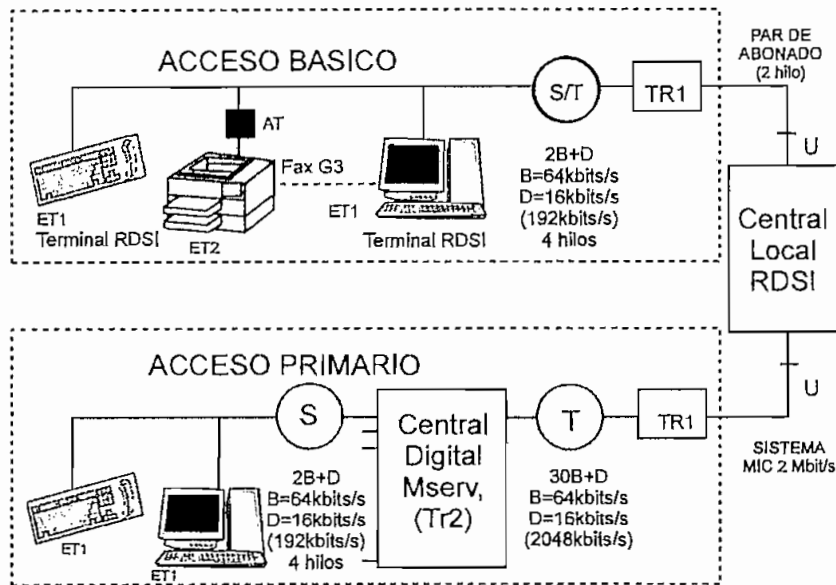 ACCESO BASICO
S/T
TR1
PAR DE
ABONADO
(2 hilo)
U
AT
Fax G3
ET1
Terminal RDSI
ET2
ET1
Terminal RDSI
2B+D
B=64kbits/s
D=16kbits/s
(192kbits/s)
4 hilos
Central
Local
RDSI
ACCESO PRIMARIO
S
Central
Digital
Mserv,
(Tr2)
T
TR1
U
SISTEMA
MIC 2 Mbit/s
ET1
ET1
2B+D
B=64kbits/s
D=16kbits/s
(192kbits/s)
4 hilos
30B+D
B=64kbits/s
D=16kbits/s
(2048kbits/s)